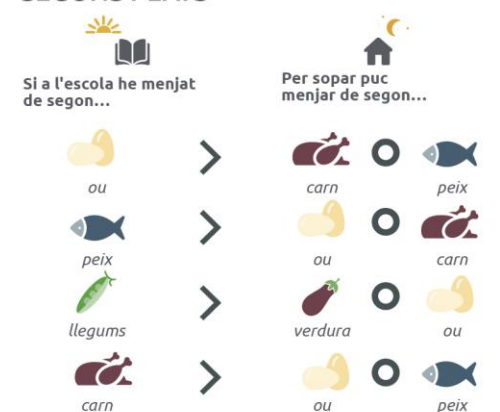 Si a l'escola he menjat
de segon...
Per sopar puc
menjar de segon...
ou
carn
peix
peix
ou
carn
llegums
verdura
ou
carn
ou
peix